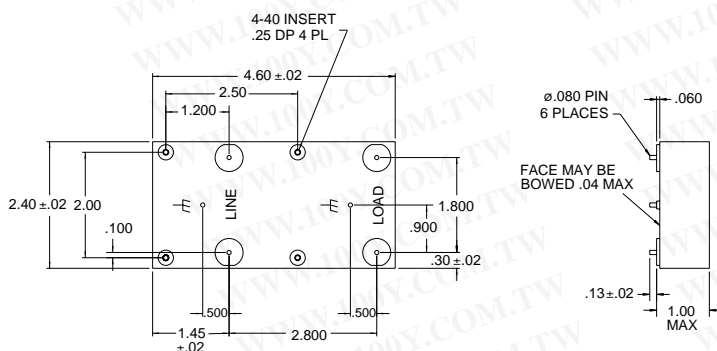 4-40 INSERT
.25 DP 4 PL
4.60 ±.02
2.50
1.200
ø.080 PIN
6 PLACES
.060
FACE MAY BE
BOWED .04 MAX
2.40 ±.02
2.00
.100
LINE
LOAD
1.800
.900
.30 ±.02
.500
.500
1.45
±.02
2.800
.13±.02
1.00
MAX
WWW.100Y.COM.TW